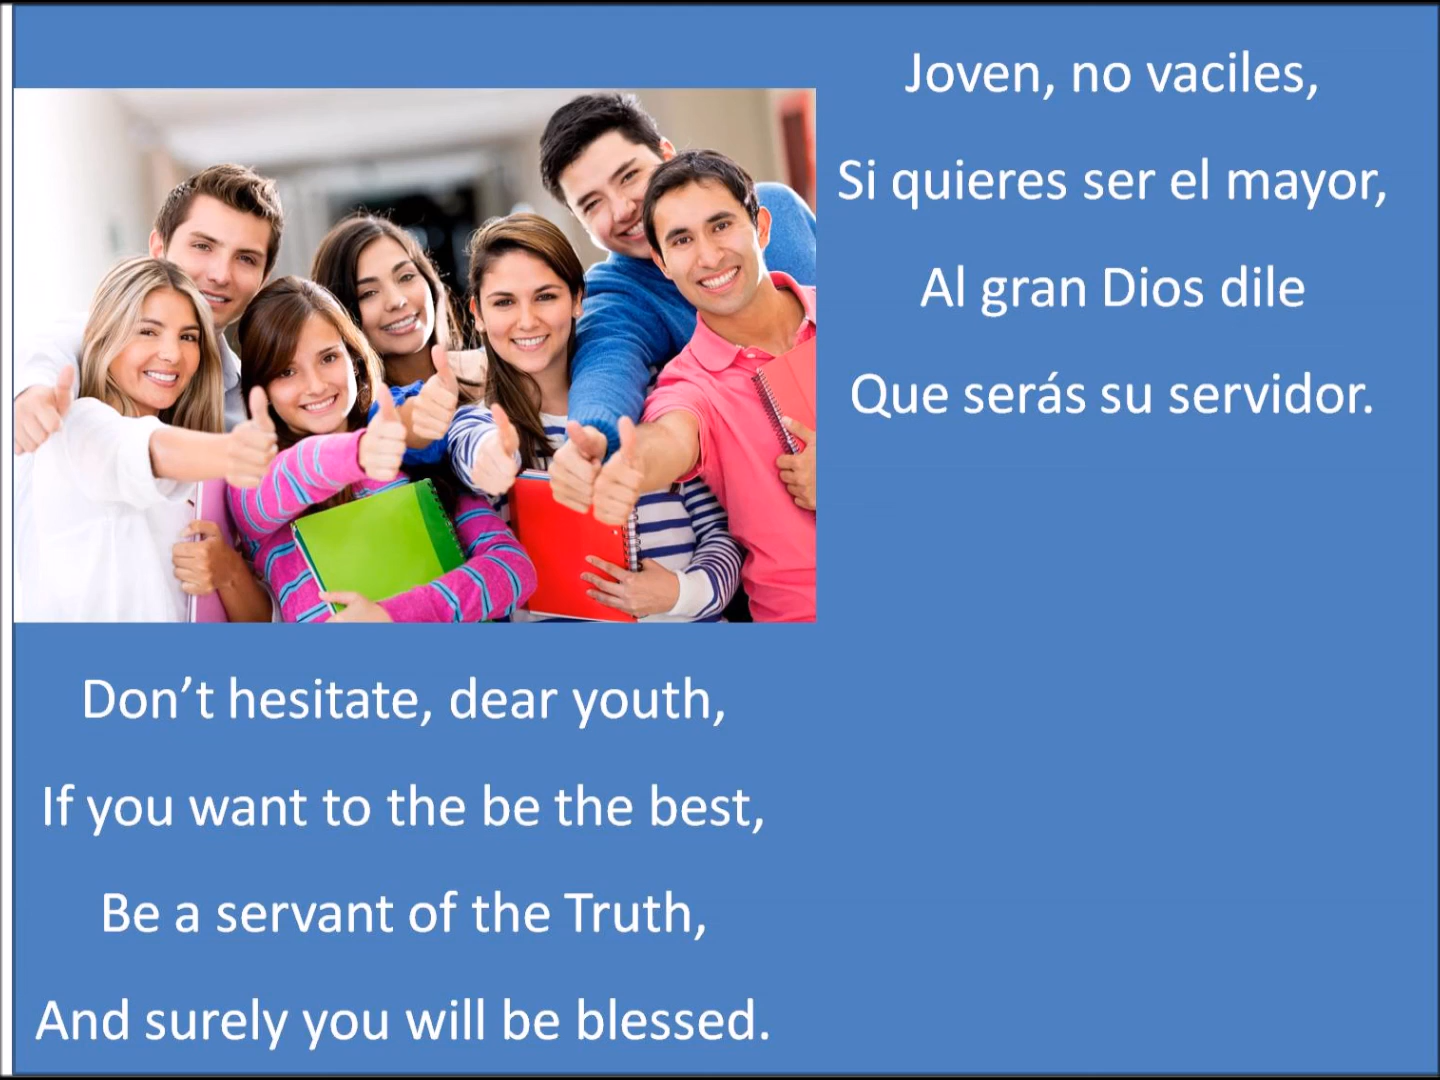 Joven, no vaciles,
Si quieres ser el mayor,
Al gran Dios dile
Que serás su servidor.
Don’t hesitate, dear youth,
If you want to the be the best,
Be a servant of the Truth,
And surely you will be blessed.